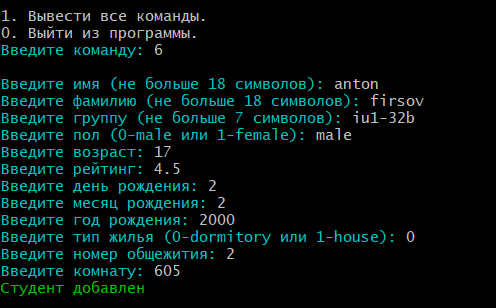 1. Вывести все команды.
0. Выйти из программы.
Введите команду: 6
Введите имя (не больше 18 символов): anton
Введите фамилию (не больше 18 символов): firsov
Введите группу (не больше 7 символов): iu1-32b
Введите пол (0-male или 1-female): male
Введите возраст: 17
Введите рейтинг: 4.5
Введите день рождения: 2
Введите месяц рождения: 2
Введите год рождения: 2000
Введите тип жилья (0-dormitory или 1-house): 0
Введите номер общежития: 2
Введите комнату: 605
Студент добавлен